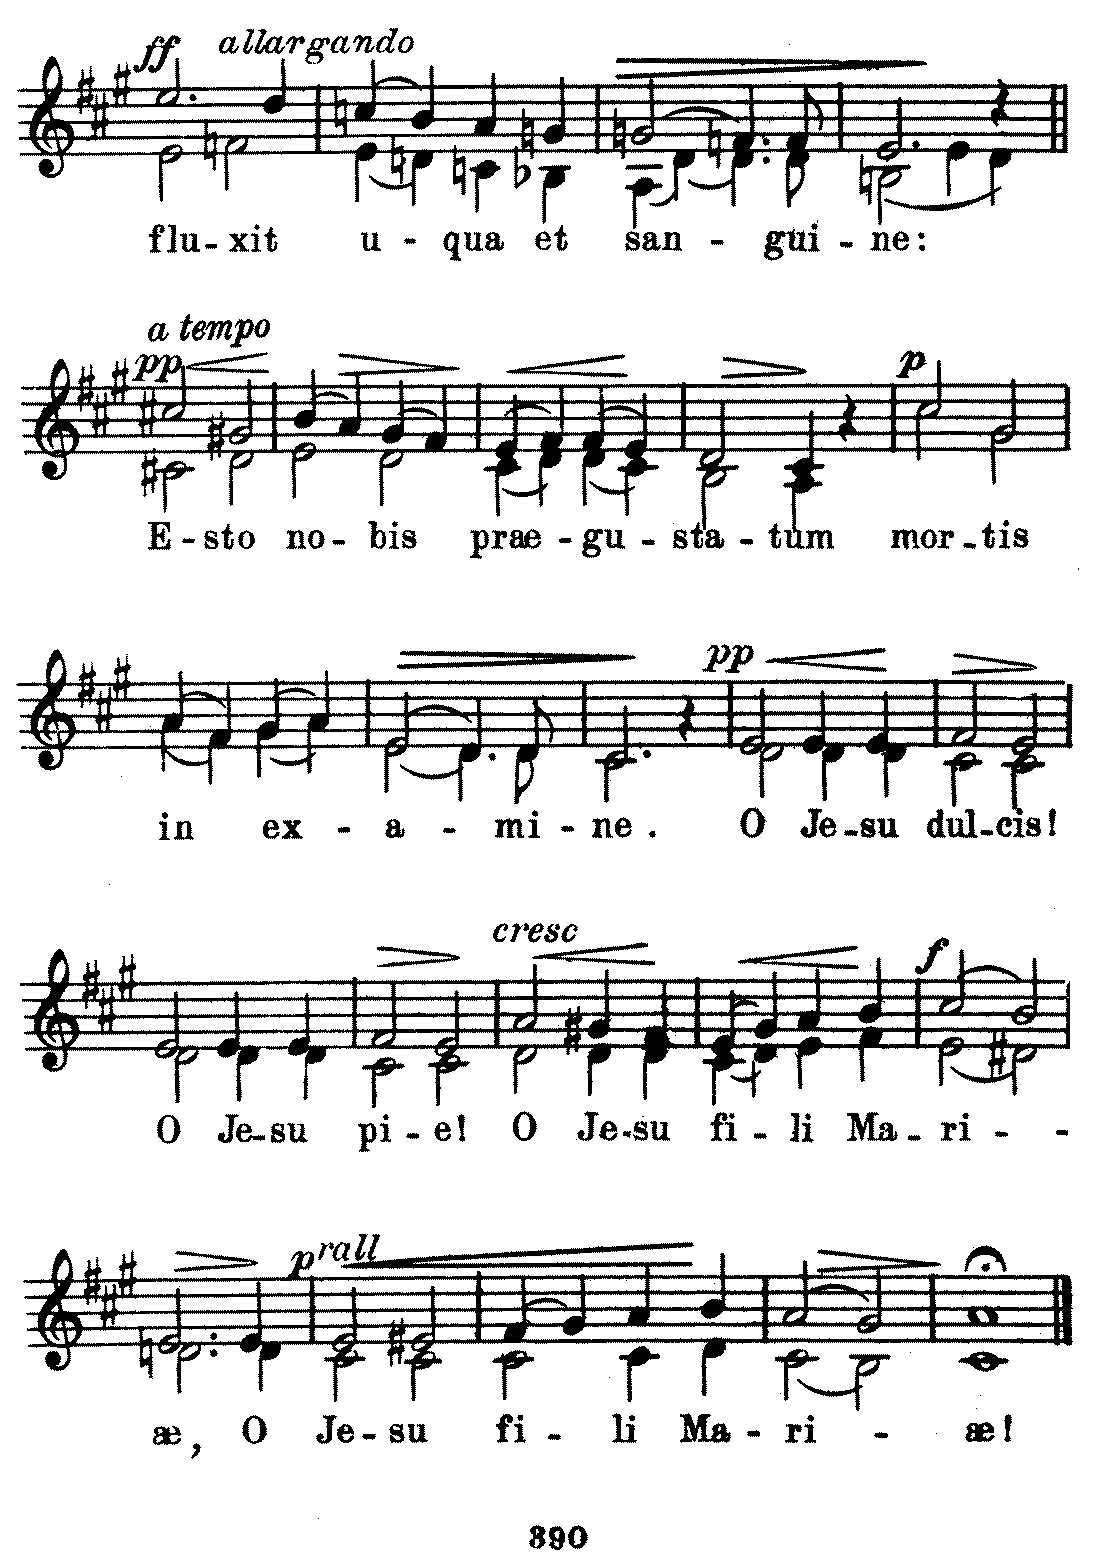 ff allargando
flu - xit u - qua et san - gui - ne:
a tempo
pp p
E - sto no - bis prae - gu - sta - tum mor - tis
pp
in ex - a - mi - ne . O Je - su dul - cis!
cresc f
O Je - su pi - e! O Je - su fi - li Ma - ri - -
p rall
æ, O Je - su fi - li Ma - ri - æ!
390